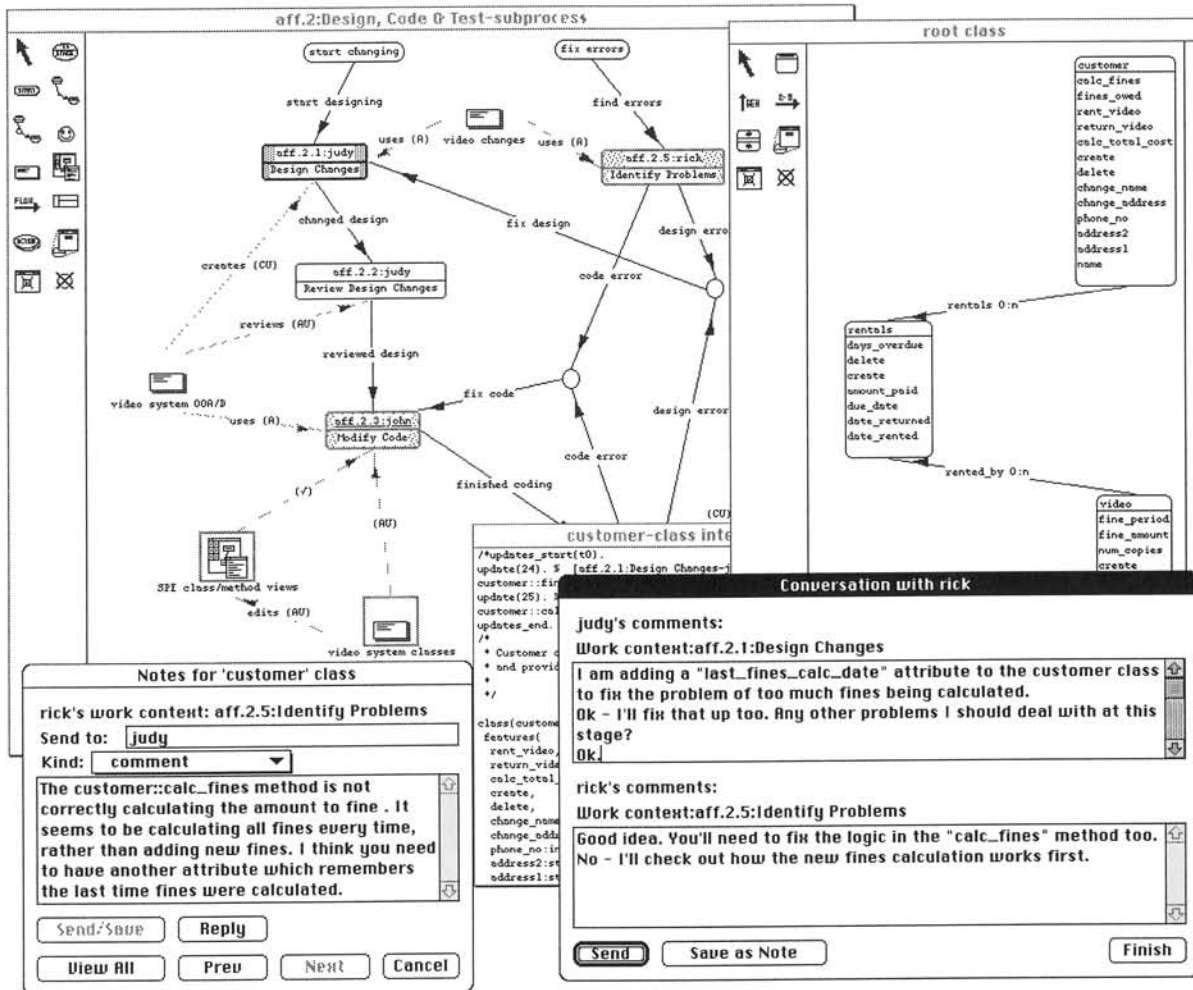 aff.2:Design, Code & Test-subprocess
start changing
fix errors
start designing
find errors
uses (A)
video changes
uses (A)
aff.2.1:judy
Design Changes
aff.2.5:rick
Identify Problems
changed design
fix design
design erro
creates (CU)
code error
aff.2.2:judy
Review Design Changes
reviews (AU)
reviewed design
video system OOA/D
fix code
design error
uses (A)
aff.2.3:john
Modify Code
code error
finished coding
(√)
(AU)
(CU)
SPE class/method views
edits (AU)
video system classes
root class
customer
calc_fines
fines_owed
rent_video
return_video
calc_total_cost
create
delete
change_name
change_address
phone_no
address2
address1
name
rentals 0:n
rentals
days_overdue
delete
create
amount_paid
due_date
date_returned
date_rented
rented_by 0:n
video
fine_period
fine_amount
num_copies
create
customer-class inte
/*updates_start(t0).
update(24). % [aff.2.1:Design Changes-j
customer::fin
update(25). %
customer::cal
updates_end.
/*
* Customer c
* and provid
*
*/
class(custome
features(
rent_video,
return_vide
calc_total_
create,
delete,
change_name
change_addr
phone_no:in
address2:st
address1:st
Notes for 'customer' class
rick's work context: aff.2.5:Identify Problems
Send to: judy
Kind: comment
The customer::calc_fines method is not
correctly calculating the amount to fine . It
seems to be calculating all fines every time,
rather than adding new fines. I think you need
to have another attribute which remembers
the last time fines were calculated.
Send/Save Reply
View All Prev Next Cancel
Conversation with rick
judy's comments:
Work context:aff.2.1:Design Changes
I am adding a "last_fines_calc_date" attribute to the customer class
to fix the problem of too much fines being calculated.
Ok - I'll fix that up too. Any other problems I should deal with at this
stage?
Ok.
rick's comments:
Work context:aff.2.5:Identify Problems
Good idea. You'll need to fix the logic in the "calc_fines" method too.
No - I'll check out how the new fines calculation works first.
Send Save as Note Finish